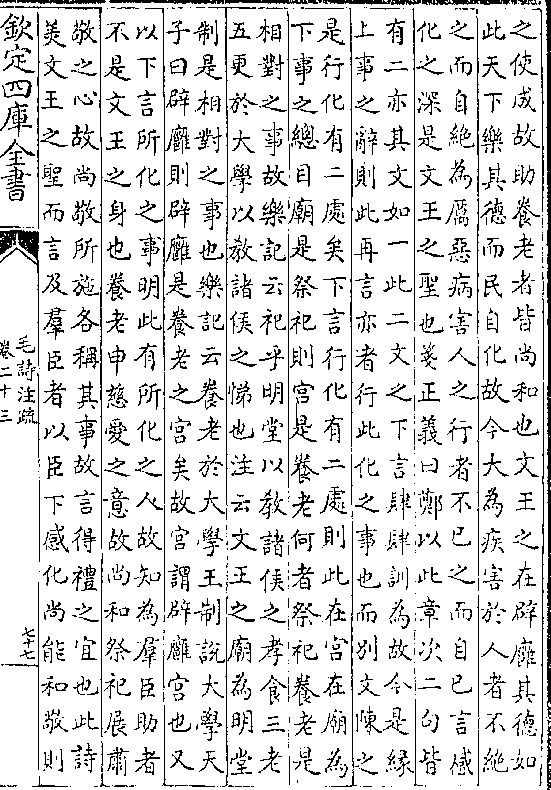 之使成故助養老者皆尚和也文王之在辟廱其德如
此天下樂其德而民自化故今大為疾害於人者不絶
之而自絶為厲惡病害人之行者不已之而自已言感
化之深是文王之聖也箋正義曰鄭以此章次二句皆
有二亦其文如一此二文之下言肆肆訓為故今是緣
上事之辭則此再言亦者行此化之事也而别文陳之
是行化有二處矣下言行化有二處則此在宫在廟為
下事之總目廟是祭祀則宫是養老何者祭祀養老是
相對之事故樂記云祀乎明堂以教諸侯之孝食三老
五更於大學以教諸侯之悌也注云文王之廟為明堂
制是相對之事也樂記云養老於大學王制說大學天
子曰辟廱則辟廱是養老之宫矣故宫謂辟廱宫也又
以下言所化之事明此有所化之人故知為羣臣助者
不是文王之身也養老申慈愛之意故尚和祭祀展肅
敬之心故尚敬所施各稱其事故言得禮之宜也此詩
美文王之聖而言及羣臣者以臣下感化尚能和敬則
欽定四庫全書
毛詩注疏
卷二十三
七十七